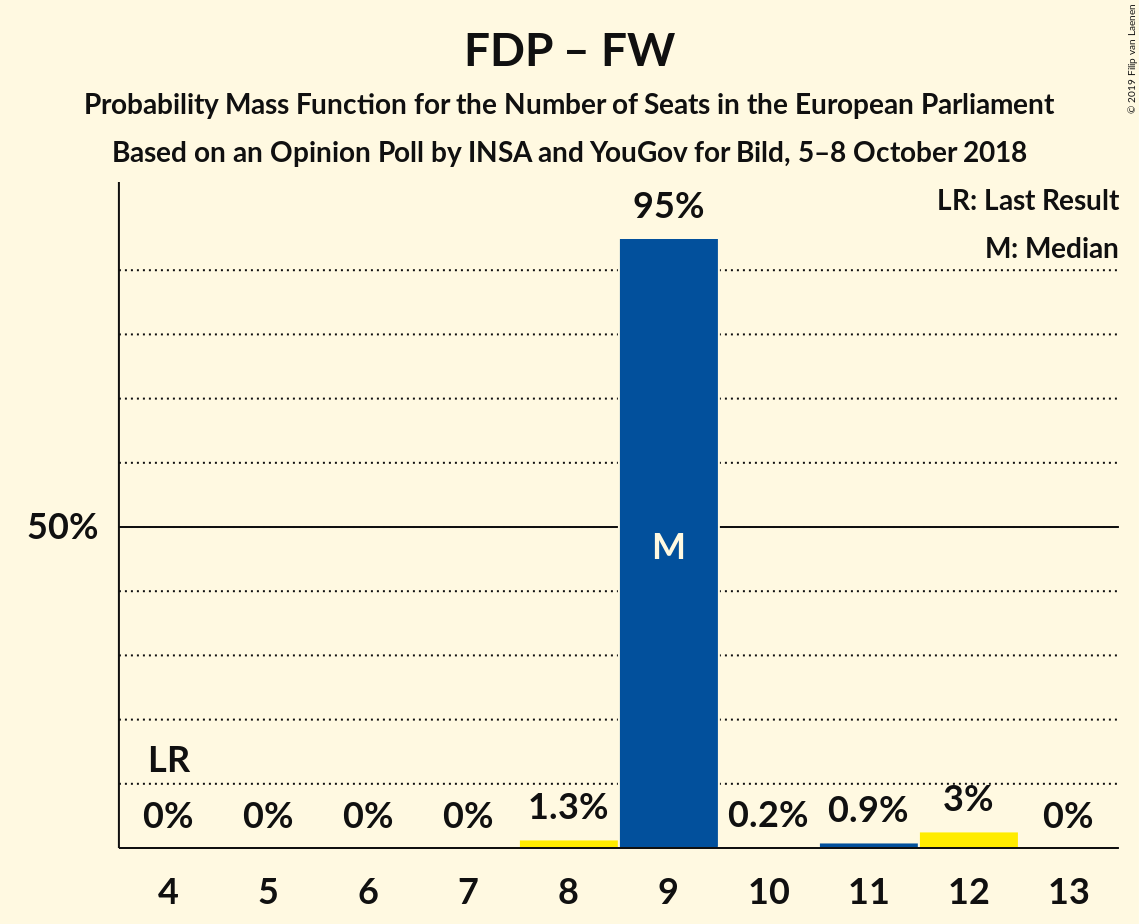 FDP – FW
Probability Mass Function for the Number of Seats in the European Parliament
Based on an Opinion Poll by INSA and YouGov for Bild, 5–8 October 2018
© 2019 Filip van Laenen
LR: Last Result
M: Median
95%
50%
M
LR
0% 0% 0% 0% 1.3% 0.2% 0.9% 3% 0%
4 5 6 7 8 9 10 11 12 13